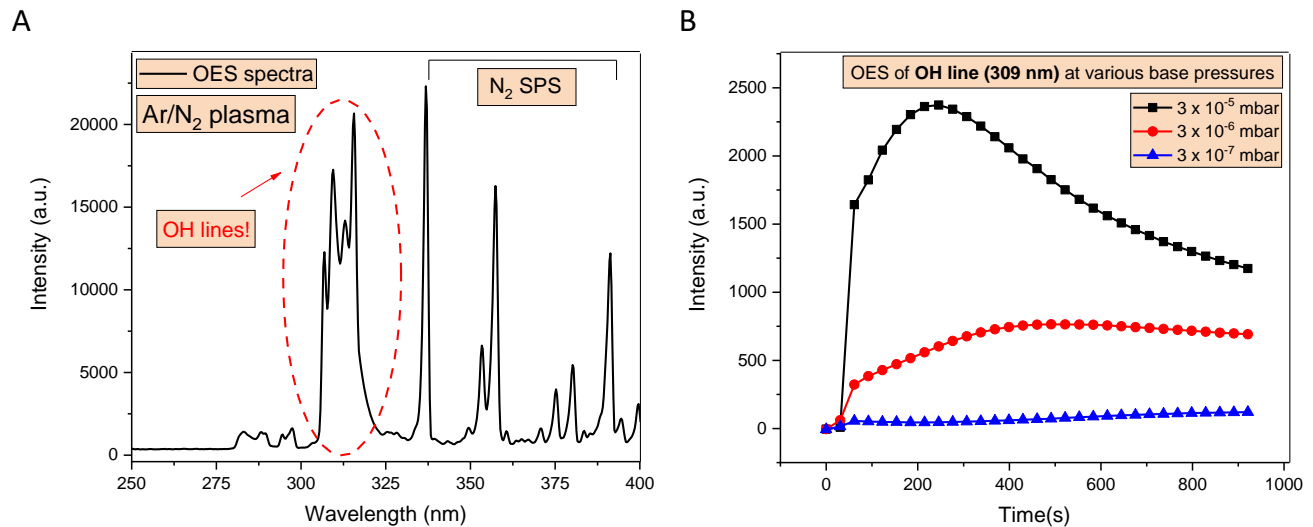 A
OES spectra
Ar/N₂ plasma
N₂ SPS
OH lines!
Intensity (a.u.)
20000
15000
10000
5000
0
250 275 300 325 350 375 400
Wavelength (nm)
B
OES of OH line (309 nm) at various base pressures
3 x 10⁻⁵ mbar
3 x 10⁻⁶ mbar
3 x 10⁻⁷ mbar
Intensity (a.u.)
2500
2000
1500
1000
500
0
0 200 400 600 800 1000
Time(s)